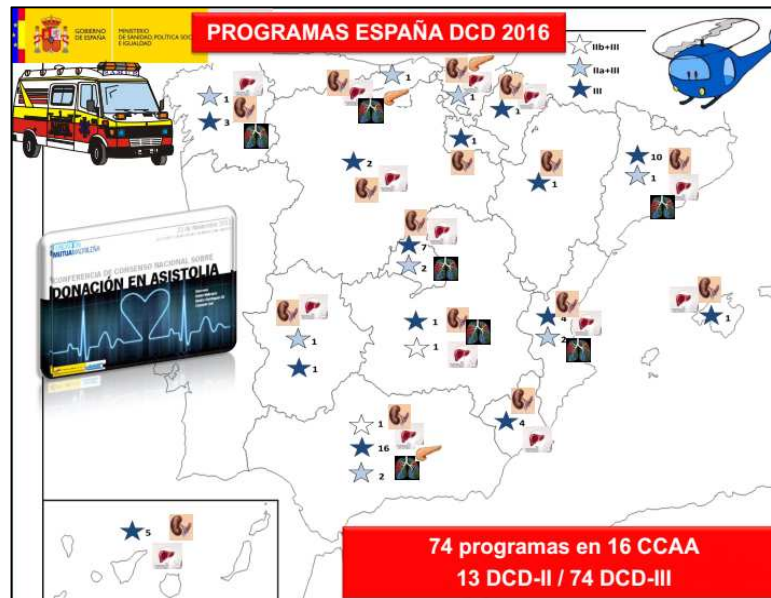 GOBIERNO
DE ESPAÑA
MINISTERIO
DE SANIDAD, POLÍTICA SOCIAL
E IGUALDAD
PROGRAMAS ESPAÑA DCD 2016
IIb+III
IIa+III
III
1
1
3
1
1
1
2
1
10
1
7
2
1
1
4
2
1
1
1
1
16
2
4
5
MUTUAMADRILEÑA
CONFERENCIA DE CONSENSO NACIONAL SOBRE
DONACIÓN EN ASISTOLIA
74 programas en 16 CCAA
13 DCD-II / 74 DCD-III